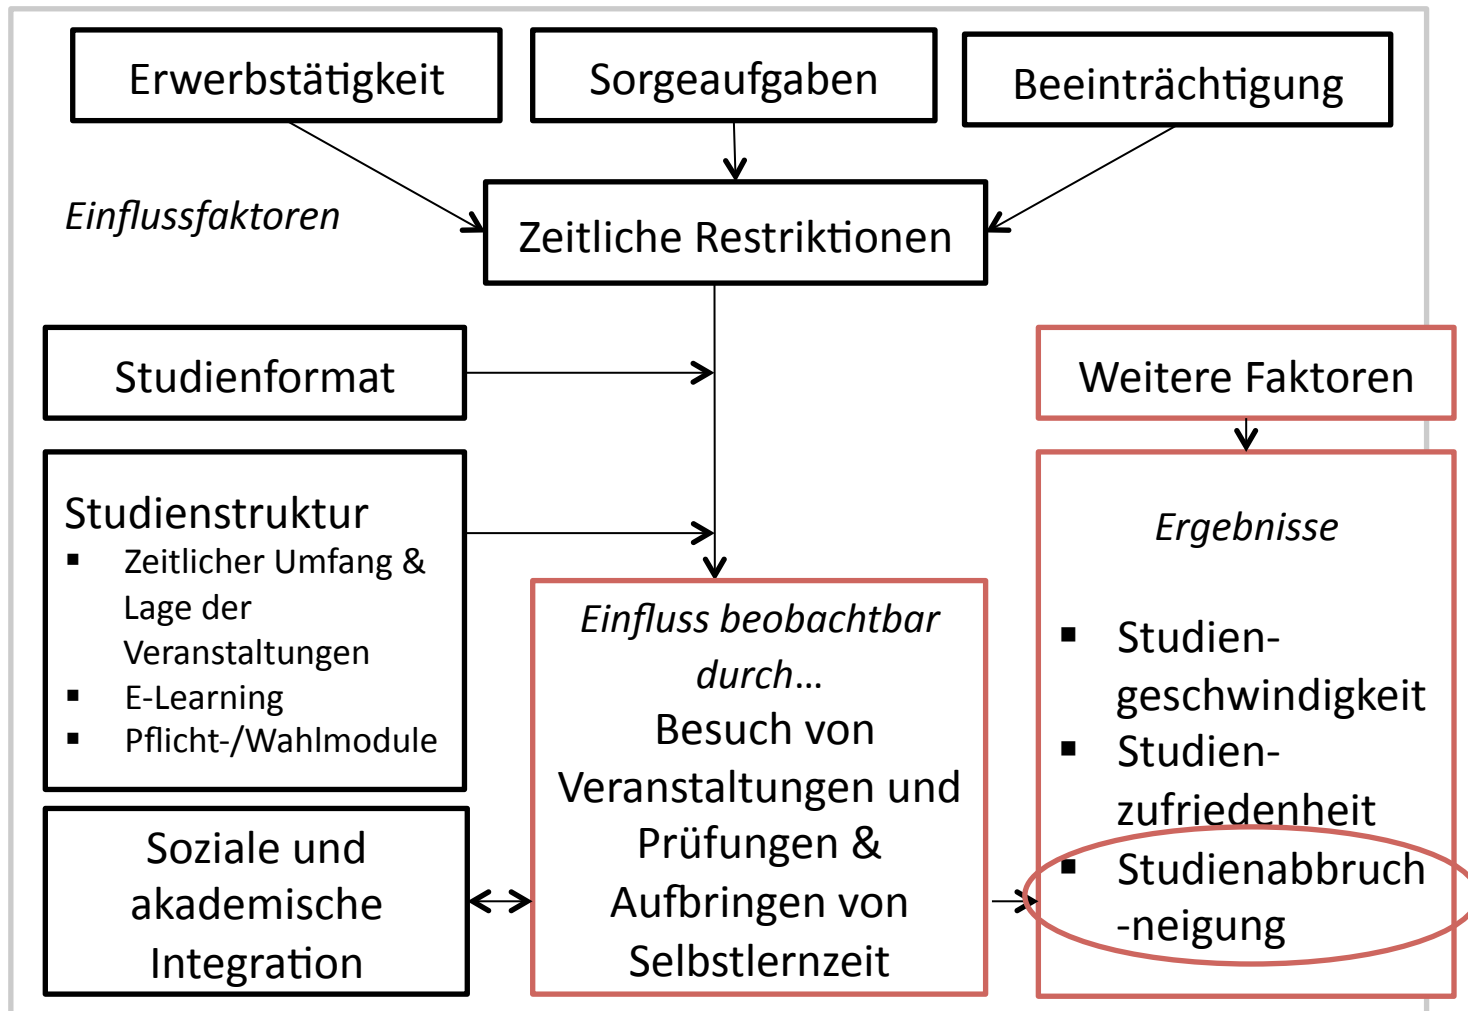 Erwerbstätigkeit
Sorgeaufgaben
Beeinträchtigung
Einflussfaktoren
Zeitliche Restriktionen
Studienformat
Weitere Faktoren
Studienstruktur
▪ Zeitlicher Umfang &
Lage der
Veranstaltungen
▪ E-Learning
▪ Pflicht-/Wahlmodule
Soziale und
akademische
Integration
Einfluss beobachtbar
durch…
Besuch von
Veranstaltungen und
Prüfungen &
Aufbringen von
Selbstlernzeit
Ergebnisse
▪ Studien-
geschwindigkeit
▪ Studien-
zufriedenheit
▪ Studienabbruch
-neigung